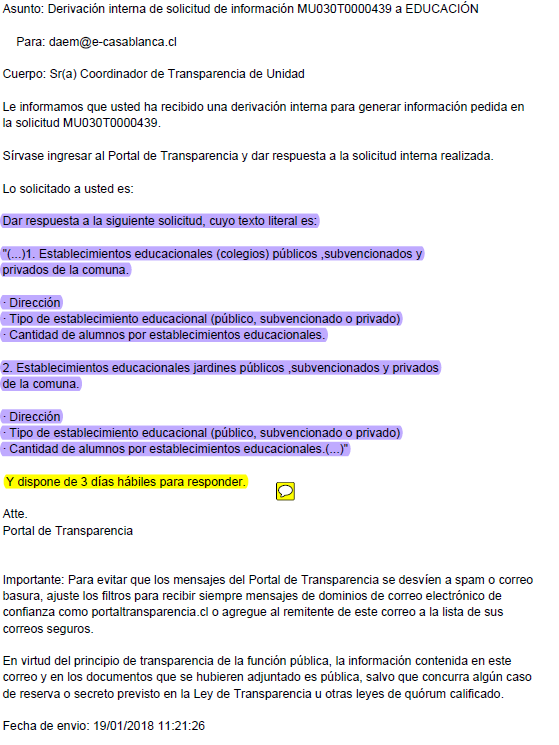 Asunto: Derivación interna de solicitud de información MU030T0000439 a EDUCACIÓN
Para: daem@e-casablanca.cl
Cuerpo: Sr(a) Coordinador de Transparencia de Unidad
Le informamos que usted ha recibido una derivación interna para generar información pedida en
la solicitud MU030T0000439.
Sírvase ingresar al Portal de Transparencia y dar respuesta a la solicitud interna realizada.
Lo solicitado a usted es:
Dar respuesta a la siguiente solicitud, cuyo texto literal es:
"(...)1. Establecimientos educacionales (colegios) públicos ,subvencionados y
privados de la comuna.
· Dirección
· Tipo de establecimiento educacional (público, subvencionado o privado)
· Cantidad de alumnos por establecimientos educacionales.
2. Establecimientos educacionales jardines públicos ,subvencionados y privados
de la comuna.
· Dirección
· Tipo de establecimiento educacional (público, subvencionado o privado)
· Cantidad de alumnos por establecimientos educacionales.(...)"
Y dispone de 3 días hábiles para responder.
Atte.
Portal de Transparencia
Importante: Para evitar que los mensajes del Portal de Transparencia se desvíen a spam o correo
basura, ajuste los filtros para recibir siempre mensajes de dominios de correo electrónico de
confianza como portaltransparencia.cl o agregue al remitente de este correo a la lista de sus
correos seguros.
En virtud del principio de transparencia de la función pública, la información contenida en este
correo y en los documentos que se hubieren adjuntado es pública, salvo que concurra algún caso
de reserva o secreto previsto en la Ley de Transparencia u otras leyes de quórum calificado.
Fecha de envio: 19/01/2018 11:21:26